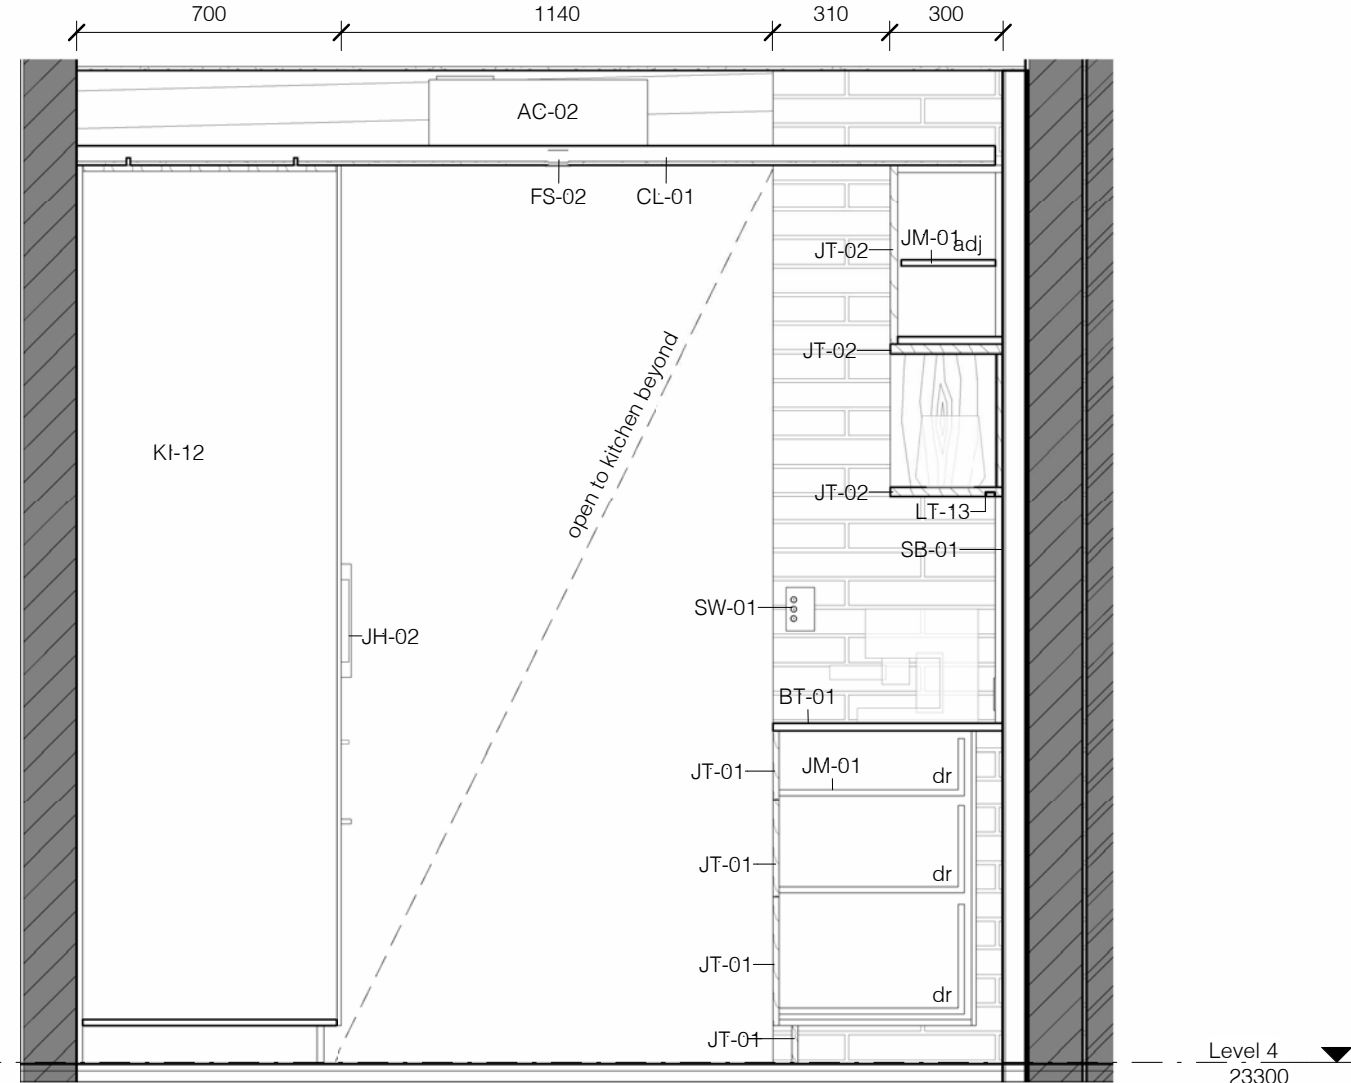 700
1140
310
300
AC-02
FS-02
CL-01
JT-02
JM-01
adj
JT-02
open to kitchen beyond
KI-12
JT-02
LT-13
SB-01
SW-01
JH-02
BT-01
JT-01
JM-01
dr
JT-01
dr
JT-01
dr
JT-01
Level 4
23300